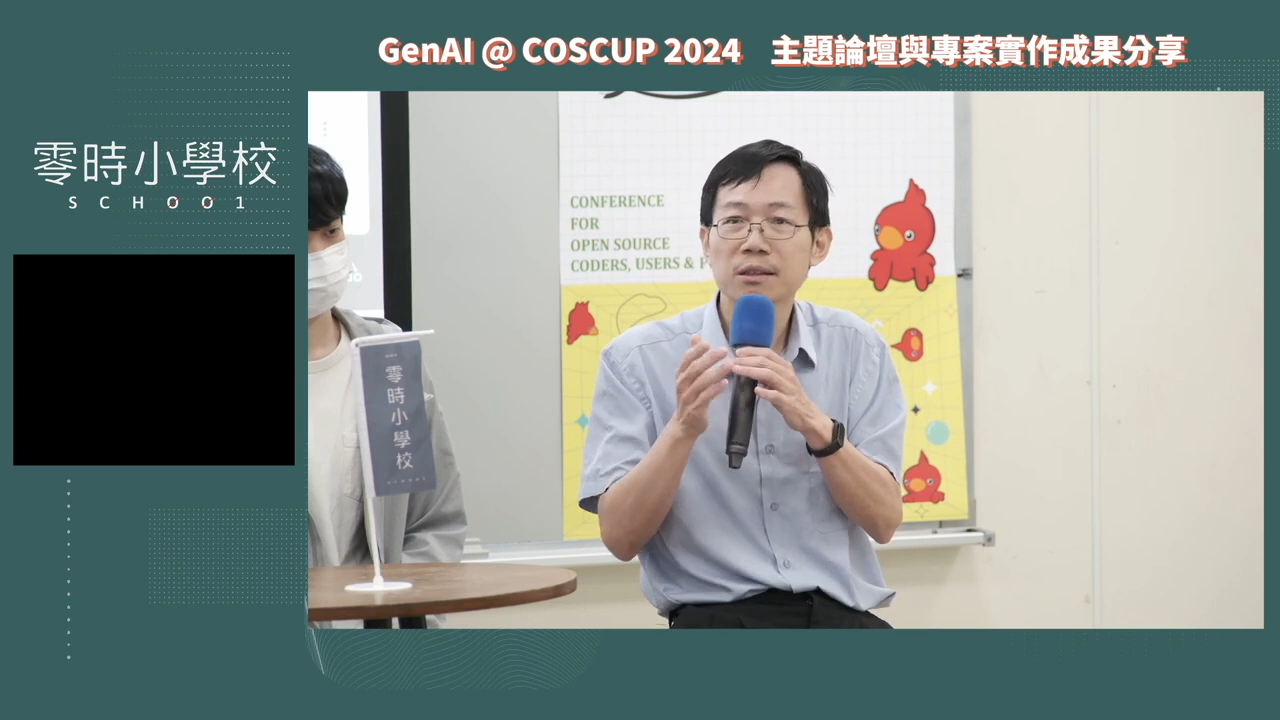 GenAI @ COSCUP 2024 主題論壇與專案實作成果分享
零時小學校
SCHOO1
CONFERENCE
FOR
OPEN SOURCE
CODERS, USERS &
零時小學校